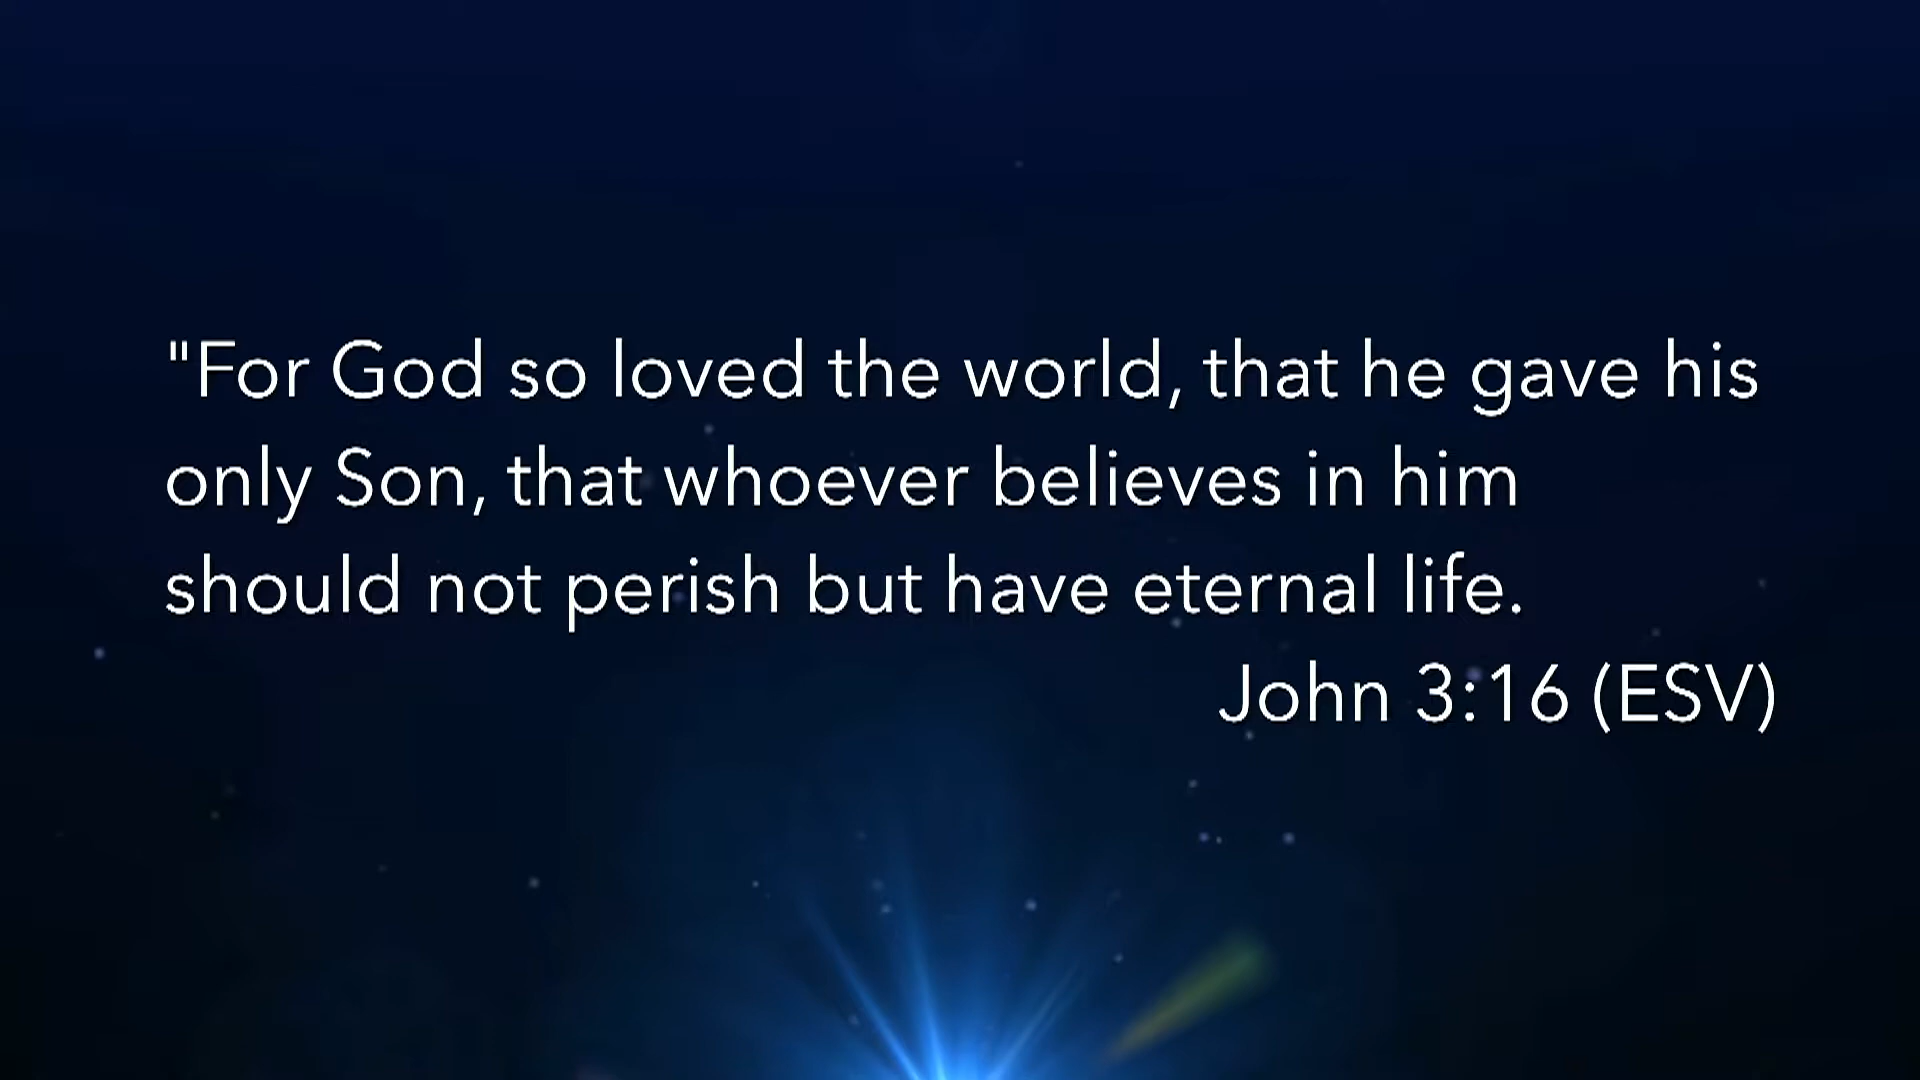 "For God so loved the world, that he gave his
only Son, that whoever believes in him
should not perish but have eternal life.
John 3:16 (ESV)